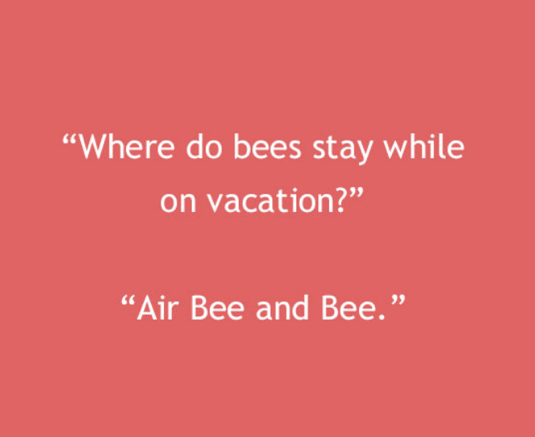 “Where do bees stay while
on vacation?”
“Air Bee and Bee.”